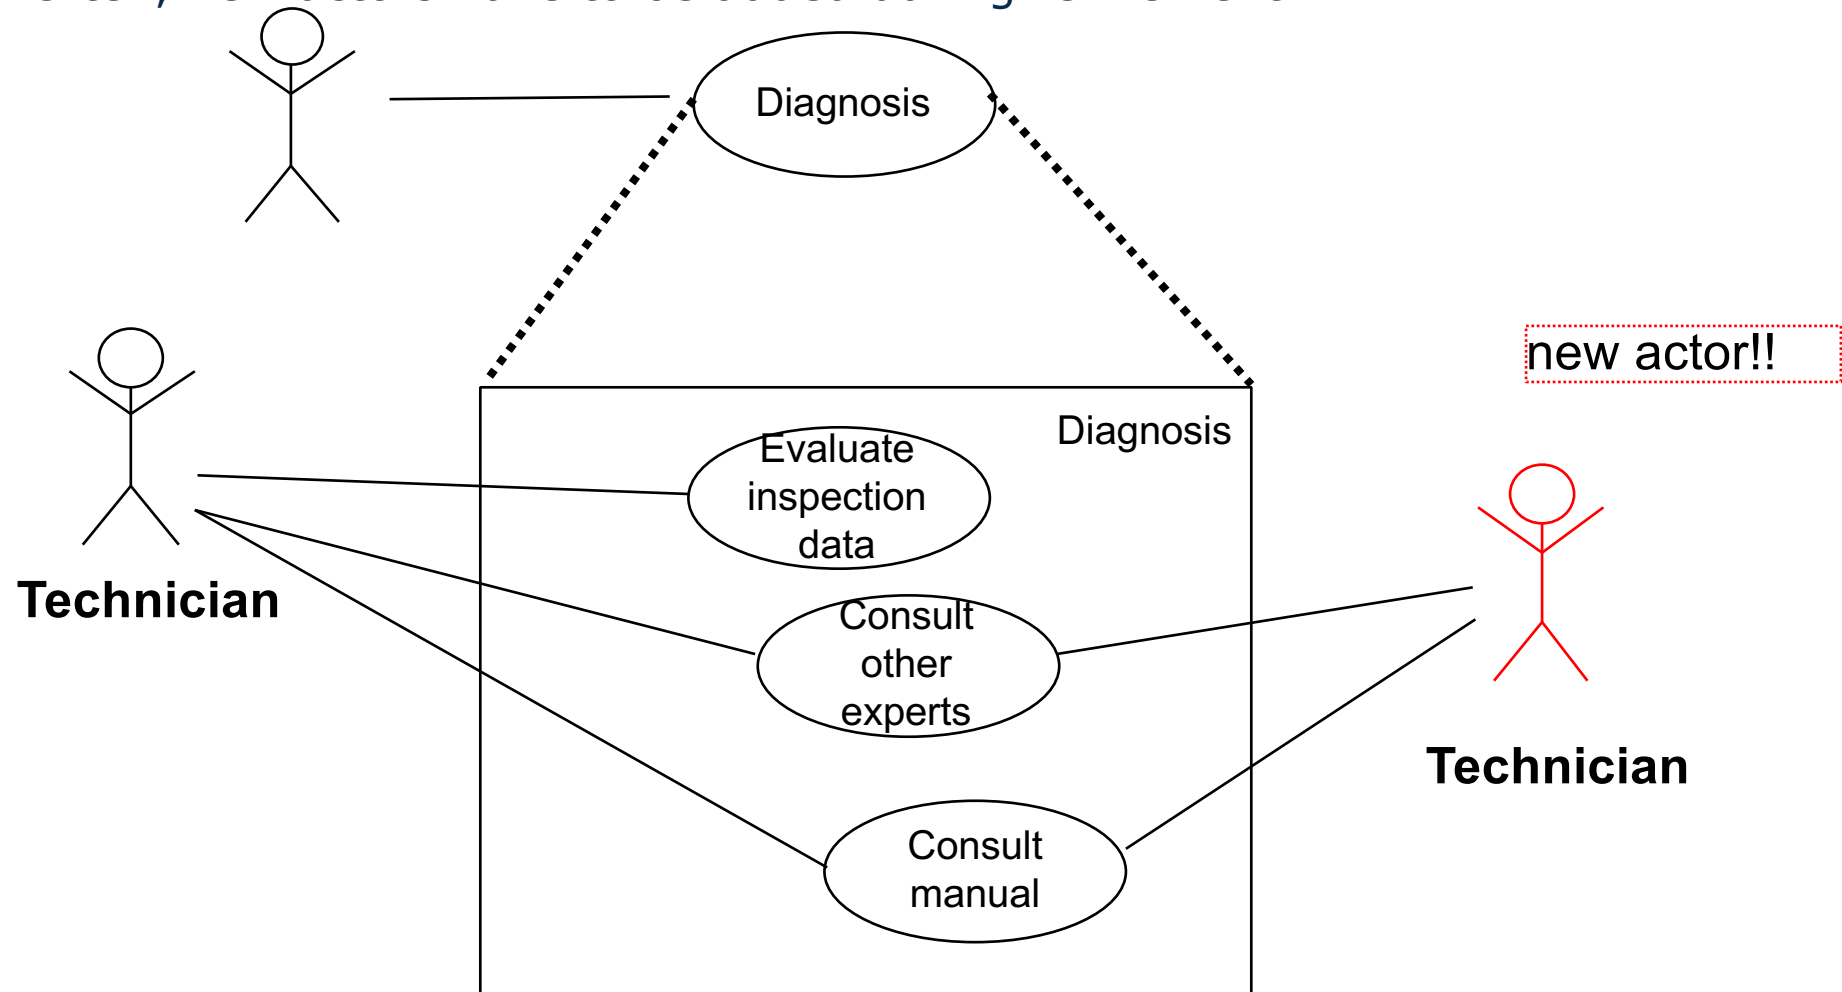 Diagnosis
new actor!!
Diagnosis
Evaluate
inspection
data
Technician
Consult
other
experts
Technician
Consult
manual